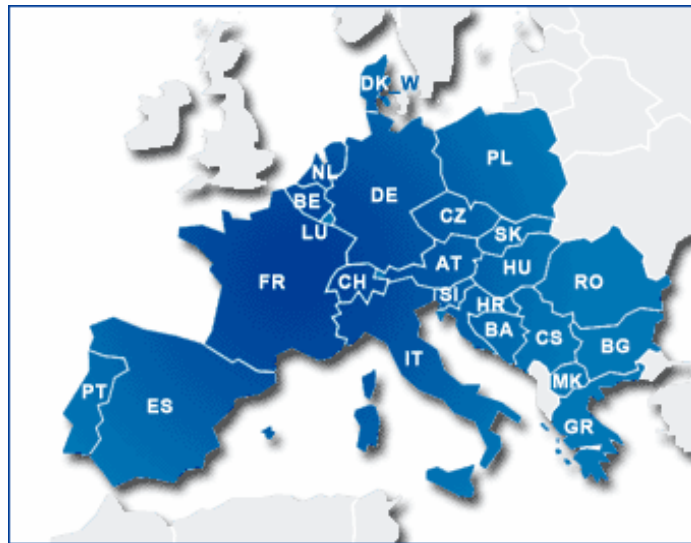 DK_W
NL
PL
BE
DE
LU
CZ
SK
FR
CH
AT
HU
RO
SI
HR
BA
CS
BG
IT
MK
PT
ES
GR